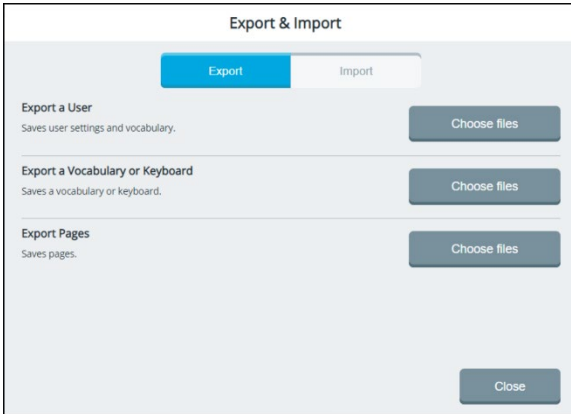 Export & Import
Export
Import
Export a User
Saves user settings and vocabulary.
Choose files
Export a Vocabulary or Keyboard
Saves a vocabulary or keyboard.
Choose files
Export Pages
Saves pages.
Choose files
Close